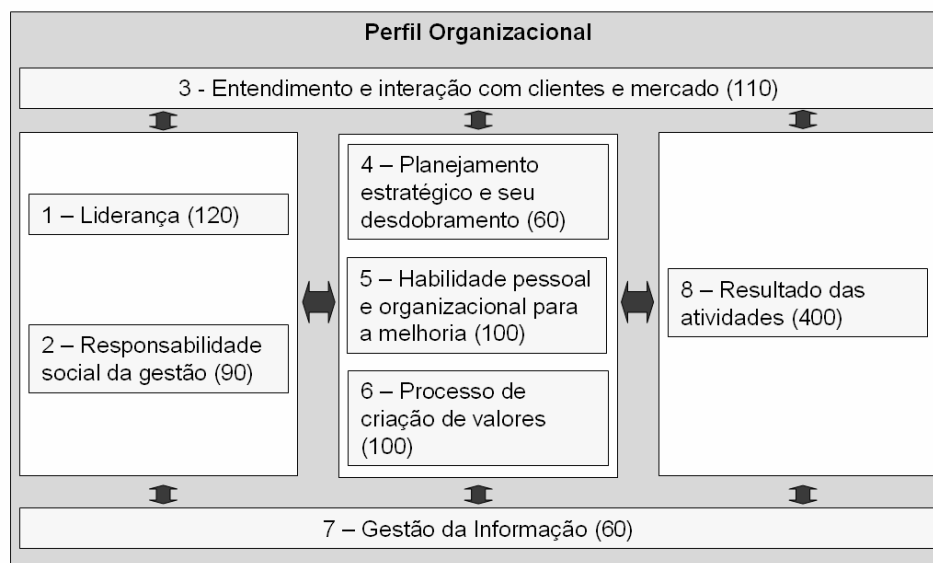 Perfil Organizacional
3 - Entendimento e interação com clientes e mercado (110)
1 – Liderança (120)
2 – Responsabilidade
social da gestão (90)
4 – Planejamento
estratégico e seu
desdobramento (60)
5 – Habilidade pessoal
e organizacional para
a melhoria (100)
6 – Processo de
criação de valores
(100)
8 – Resultado das
atividades (400)
7 – Gestão da Informação (60)